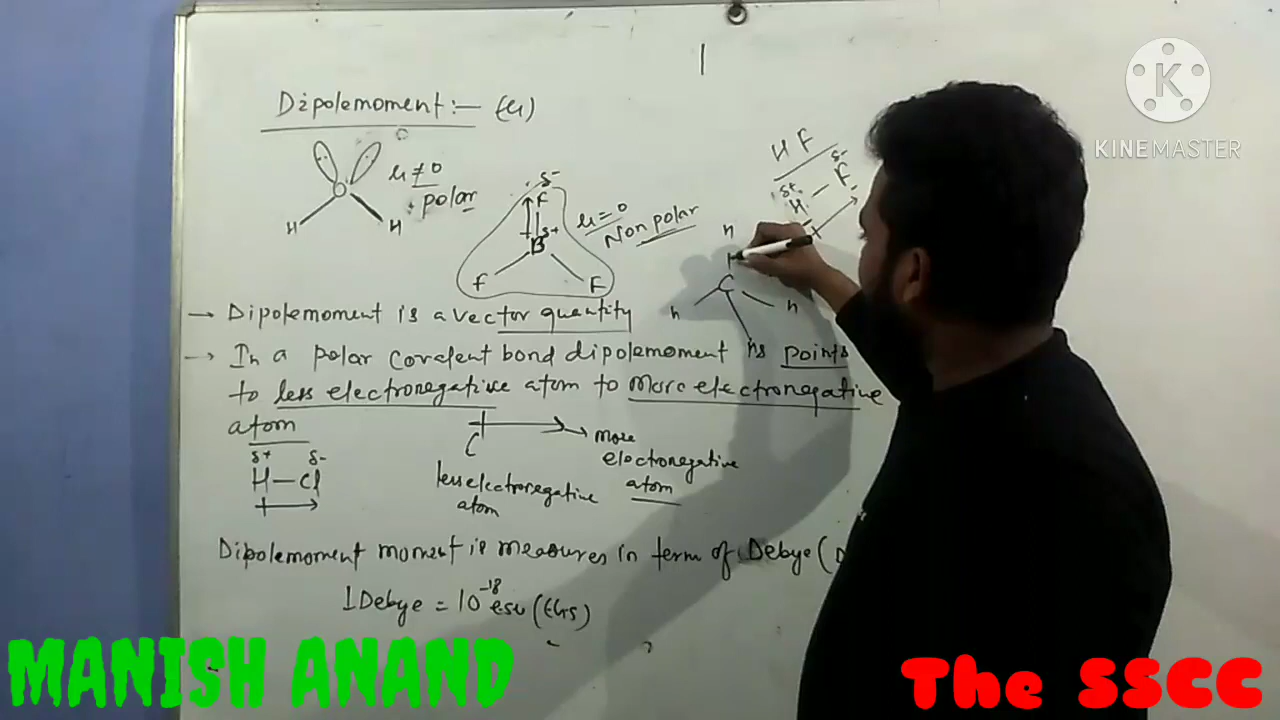 Dipolemoment :— (μ)
μ ≠ 0
polar
H H
δ-
F
δ+
B
F F
μ = 0
Non polar
H F
δ+ δ-
H — F
H
C
H H
H
→ Dipolemoment is a vector quantity
→ In a polar covalent bond dipolemoment is points
to less electronegative atom to More electronegative
atom
δ+ δ-
H — Cl
more
electronegative
atom
less electronegative
atom
Dipolemoment moment is measures in term of Debye (D
1 Debye = 10⁻¹⁸ esu (CGS)
KINEMASTER
MANISH ANAND
The SSCC